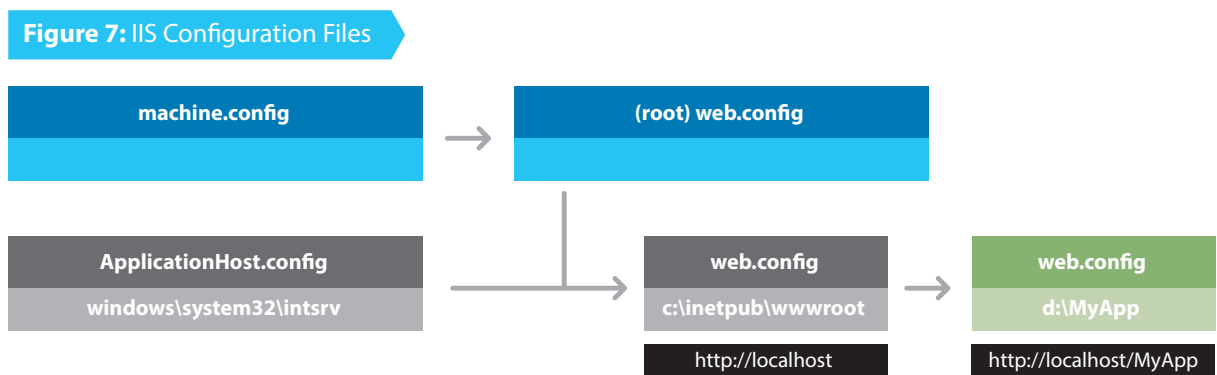 Figure 7: IIS Configuration Files
machine.config
(root) web.config
ApplicationHost.config
windows\system32\intsrv
web.config
c:\inetpub\wwwroot
http://localhost
web.config
d:\MyApp
http://localhost/MyApp